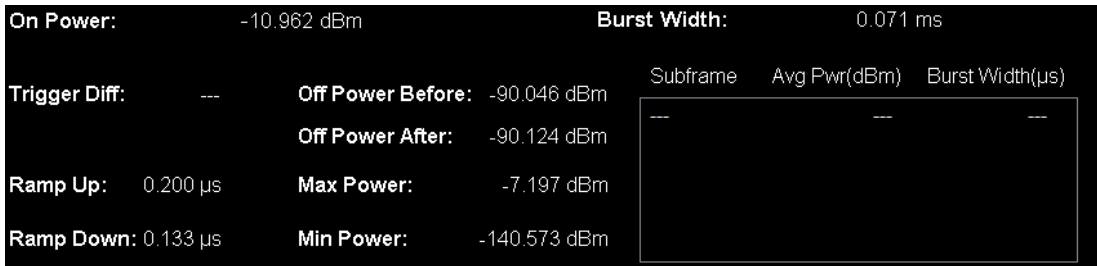 On Power: -10.962 dBm Burst Width: 0.071 ms
Subframe Avg Pwr(dBm) Burst Width(µs)
Trigger Diff: --- Off Power Before: -90.046 dBm
--- --- ---
Off Power After: -90.124 dBm
Ramp Up: 0.200 µs Max Power: -7.197 dBm
Ramp Down: 0.133 µs Min Power: -140.573 dBm